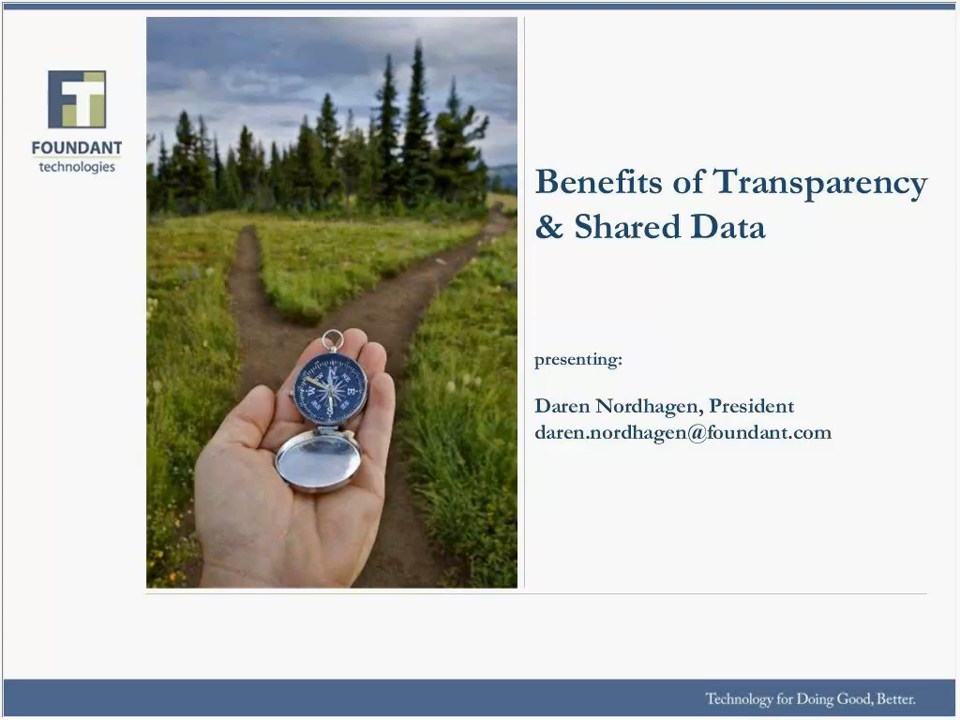 FT
FOUNDANT
technologies
Benefits of Transparency
& Shared Data
presenting:
Daren Nordhagen, President
daren.nordhagen@foundant.com
Technology for Doing Good, Better.